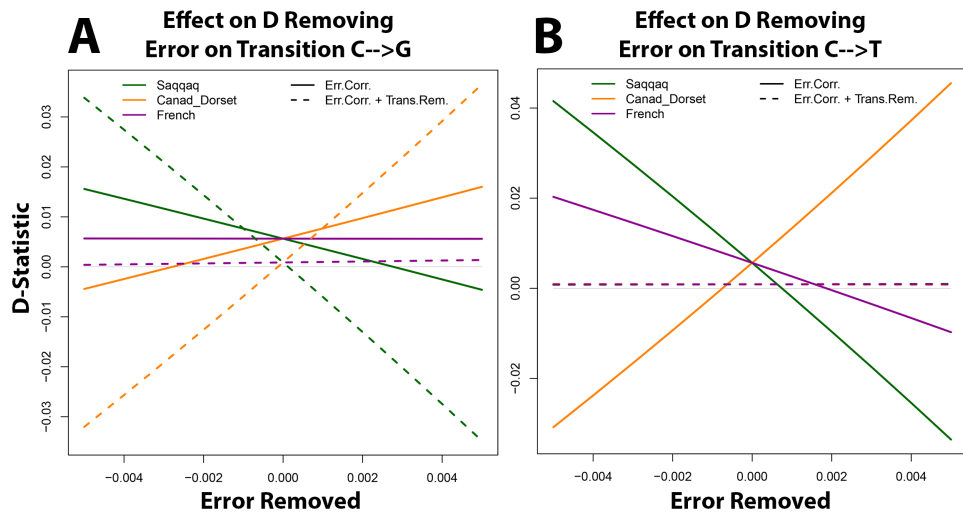 A
Effect on D Removing
Error on Transition C-->G
Saqqaq
Canad_Dorset
French
Err.Corr.
Err.Corr. + Trans.Rem.
D-Statistic
0.03
0.02
0.01
0.00
−0.01
−0.02
−0.03
−0.004
−0.002
0.000
0.002
0.004
Error Removed
B
Effect on D Removing
Error on Transition C-->T
Saqqaq
Canad_Dorset
French
Err.Corr.
Err.Corr. + Trans.Rem.
0.04
0.02
0.00
−0.02
−0.004
−0.002
0.000
0.002
0.004
Error Removed